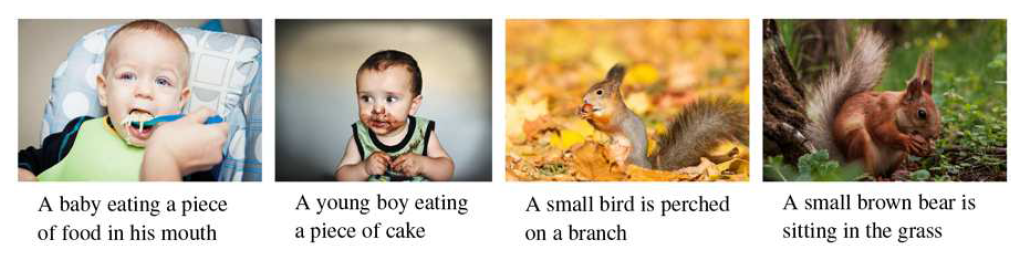 A baby eating a piece
of food in his mouth
A young boy eating
a piece of cake
A small bird is perched
on a branch
A small brown bear is
sitting in the grass